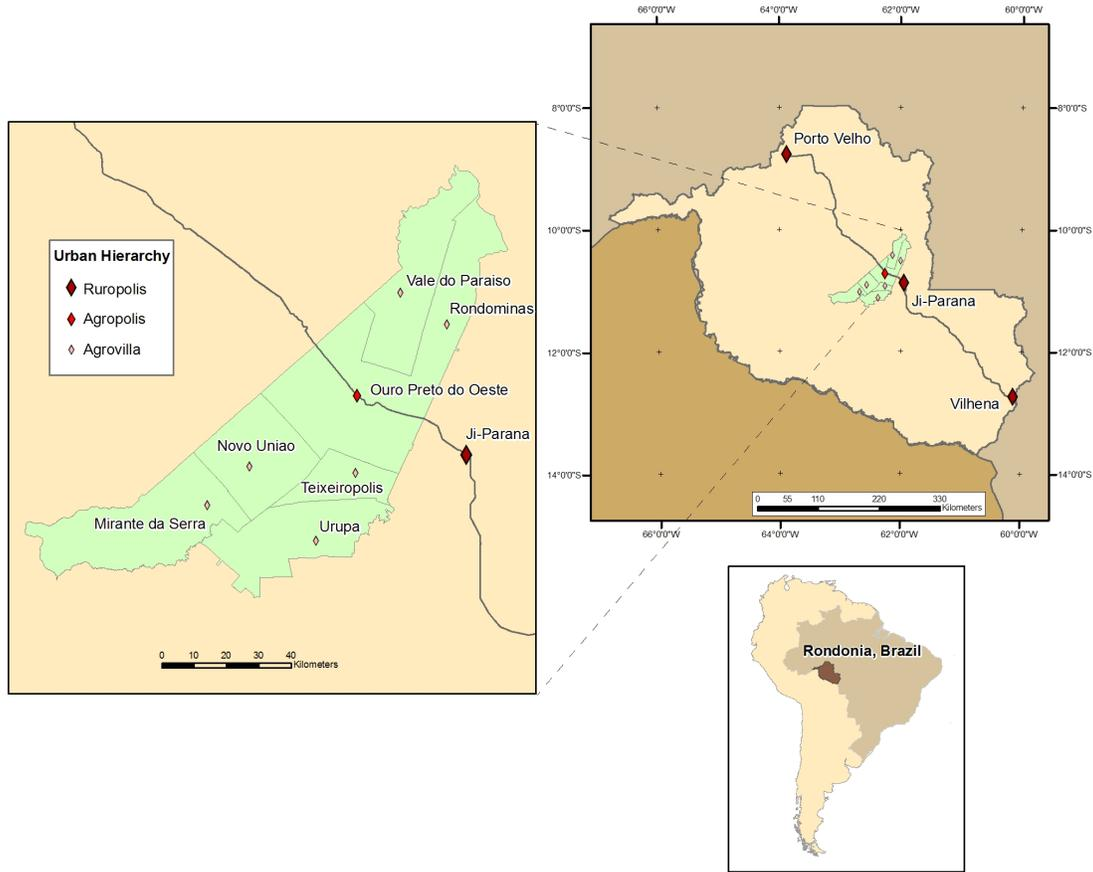 Urban Hierarchy
Ruropolis
Agropolis
Agrovilla
Vale do Paraiso
Rondominas
Ouro Preto do Oeste
Ji-Parana
Novo Uniao
Teixeiropolis
Mirante da Serra
Urupa
0 10 20 30 40
Kilometers
66°0'0"W 64°0'0"W 62°0'0"W 60°0'0"W
8°0'0"S 8°0'0"S
Porto Velho
10°0'0"S 10°0'0"S
Ji-Parana
12°0'0"S 12°0'0"S
Vilhena
14°0'0"S 14°0'0"S
0 55 110 220 330
Kilometers
66°0'0"W 64°0'0"W 62°0'0"W 60°0'0"W
Rondonia, Brazil